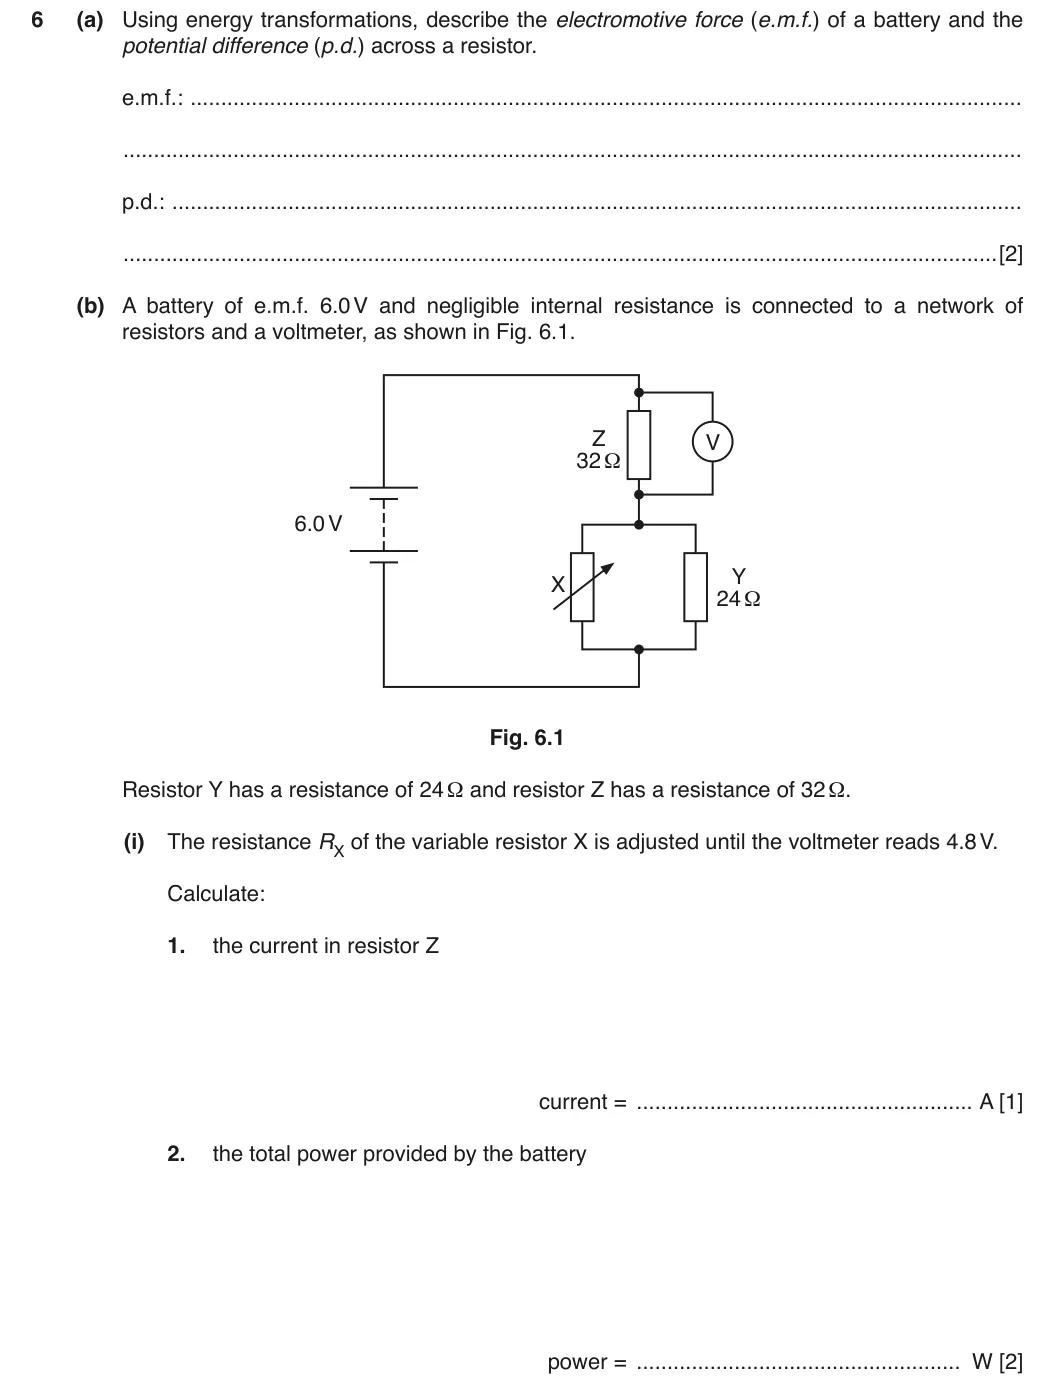 6 (a) Using energy transformations, describe the electromotive force (e.m.f.) of a battery and the
potential difference (p.d.) across a resistor.
e.m.f.: ..........................................................................................................................................
......................................................................................................................................................
p.d.: .............................................................................................................................................
.................................................................................................................................................[2]
(b) A battery of e.m.f. 6.0 V and negligible internal resistance is connected to a network of
resistors and a voltmeter, as shown in Fig. 6.1.
Z
32 Ω
V
6.0 V
X
Y
24 Ω
Fig. 6.1
Resistor Y has a resistance of 24 Ω and resistor Z has a resistance of 32 Ω.
(i) The resistance RX of the variable resistor X is adjusted until the voltmeter reads 4.8 V.
Calculate:
1. the current in resistor Z
current = ....................................................... A [1]
2. the total power provided by the battery
power = ..................................................... W [2]